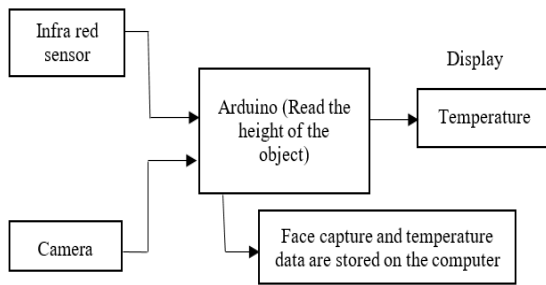 Infra red
sensor
Display
Arduino (Read the
height of the
object)
Temperature
Camera
Face capture and temperature
data are stored on the computer